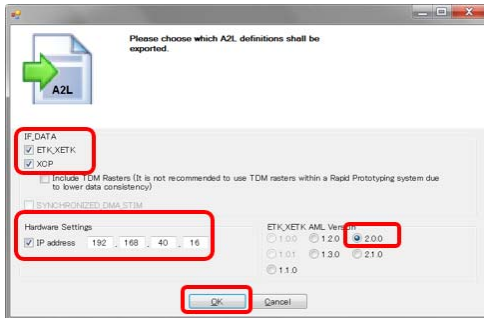 Please choose which A2L definitions shall be
exported.
A2L
IF_DATA
ETK_XETK
XCP
Include TDM Rasters (It is not recommended to use TDM rasters within a Rapid Prototyping system due
to lower data consistency)
SYNCHRONIZED DMA STIM
Hardware Settings
IP address 192 . 168 . 40 . 16
ETK_XETK AML Version
1.0.0 1.2.0 2.0.0
1.0.1 1.3.0 2.1.0
1.1.0
OK Cancel